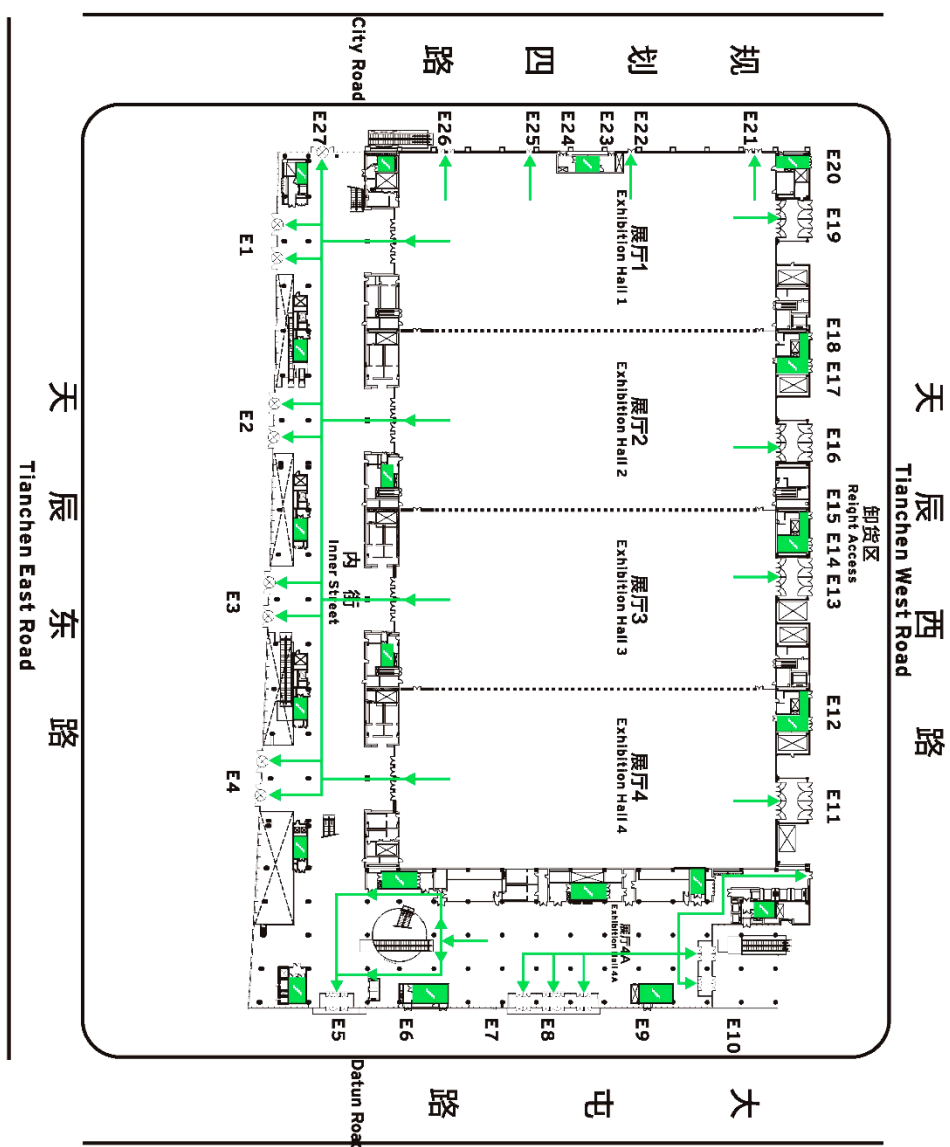 规划四路
City Road
E27
E26
E25
E24
E23
E22
E21
E20
E19
E18
E17
E16
E15
E14
E13
E12
E11
E1
E2
E3
E4
展厅1
Exhibition Hall 1
展厅2
Exhibition Hall 2
展厅3
Exhibition Hall 3
展厅4
Exhibition Hall 4
展厅4A
Exhibition Hall 4A
内街
Inner Street
卸货区
Reight Access
天辰西路
Tianchen West Road
天辰东路
Tianchen East Road
E5
E6
E7
E8
E9
E10
大屯路
Datun Road